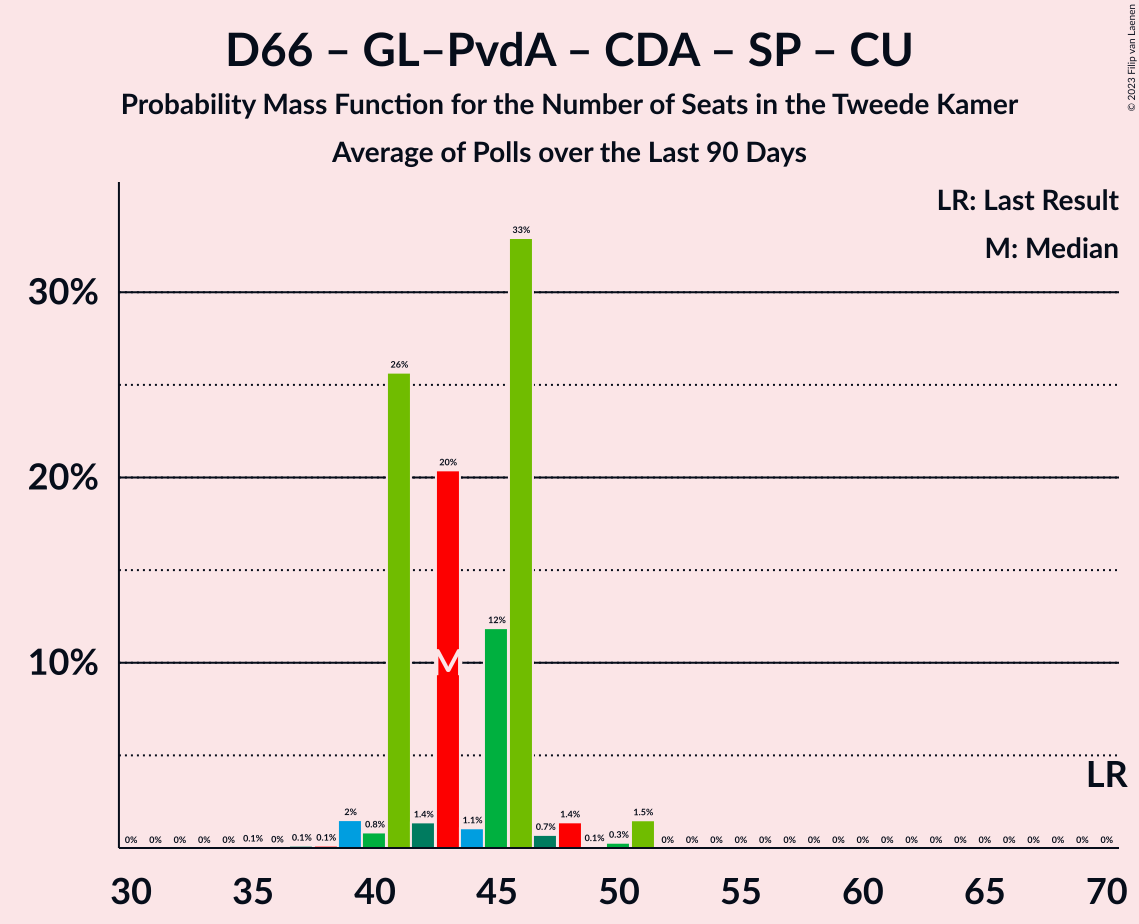 D66 – GL–PvdA – CDA – SP – CU
Probability Mass Function for the Number of Seats in the Tweede Kamer
Average of Polls over the Last 90 Days
© 2023 Filip van Laenen
LR: Last Result
M: Median
30%
20%
10%
0% 0% 0% 0% 0% 0.1% 0% 0.1% 0.1% 2% 0.8% 26% 1.4% 20% 1.1% 12% 33% 0.7% 1.4% 0.1% 0.3% 1.5% 0% 0% 0% 0% 0% 0% 0% 0% 0% 0% 0% 0% 0% 0% 0% 0% 0% 0% 0%
M
LR
30 35 40 45 50 55 60 65 70